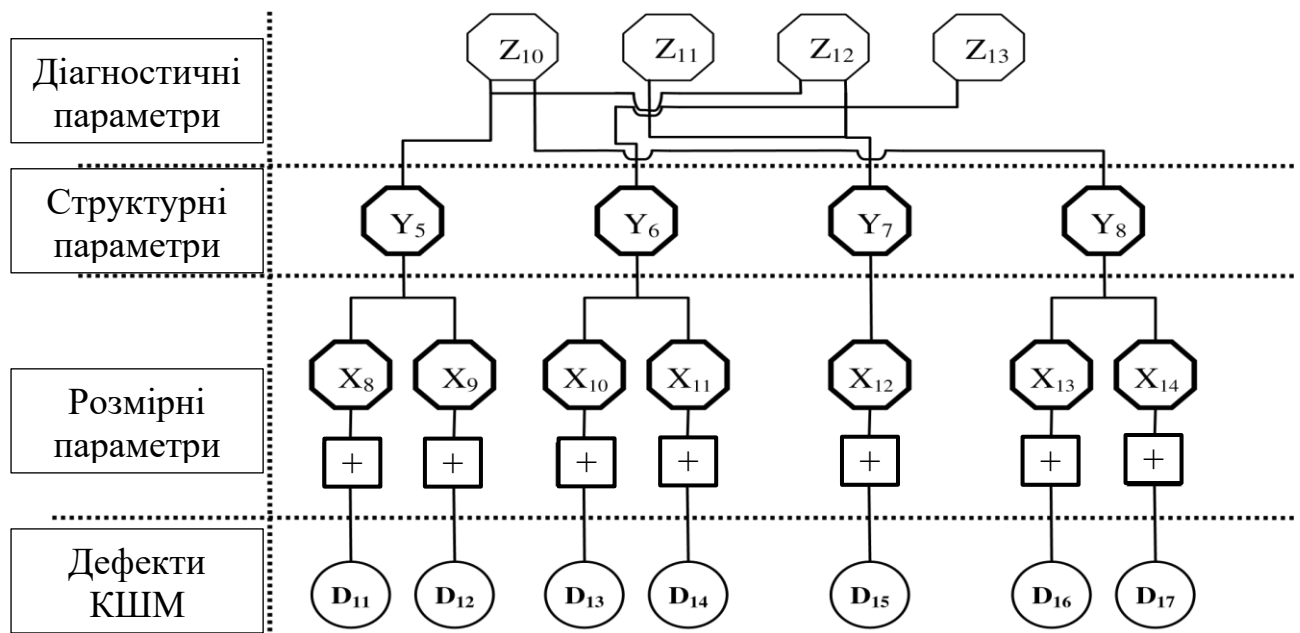 Діагностичні
параметри
Z10 Z11 Z12 Z13
Структурні
параметри
Y5 Y6 Y7 Y8
Розмірні
параметри
X8 X9 X10 X11 X12 X13 X14
+ + + + + + +
Дефекти
КШМ
D11 D12 D13 D14 D15 D16 D17